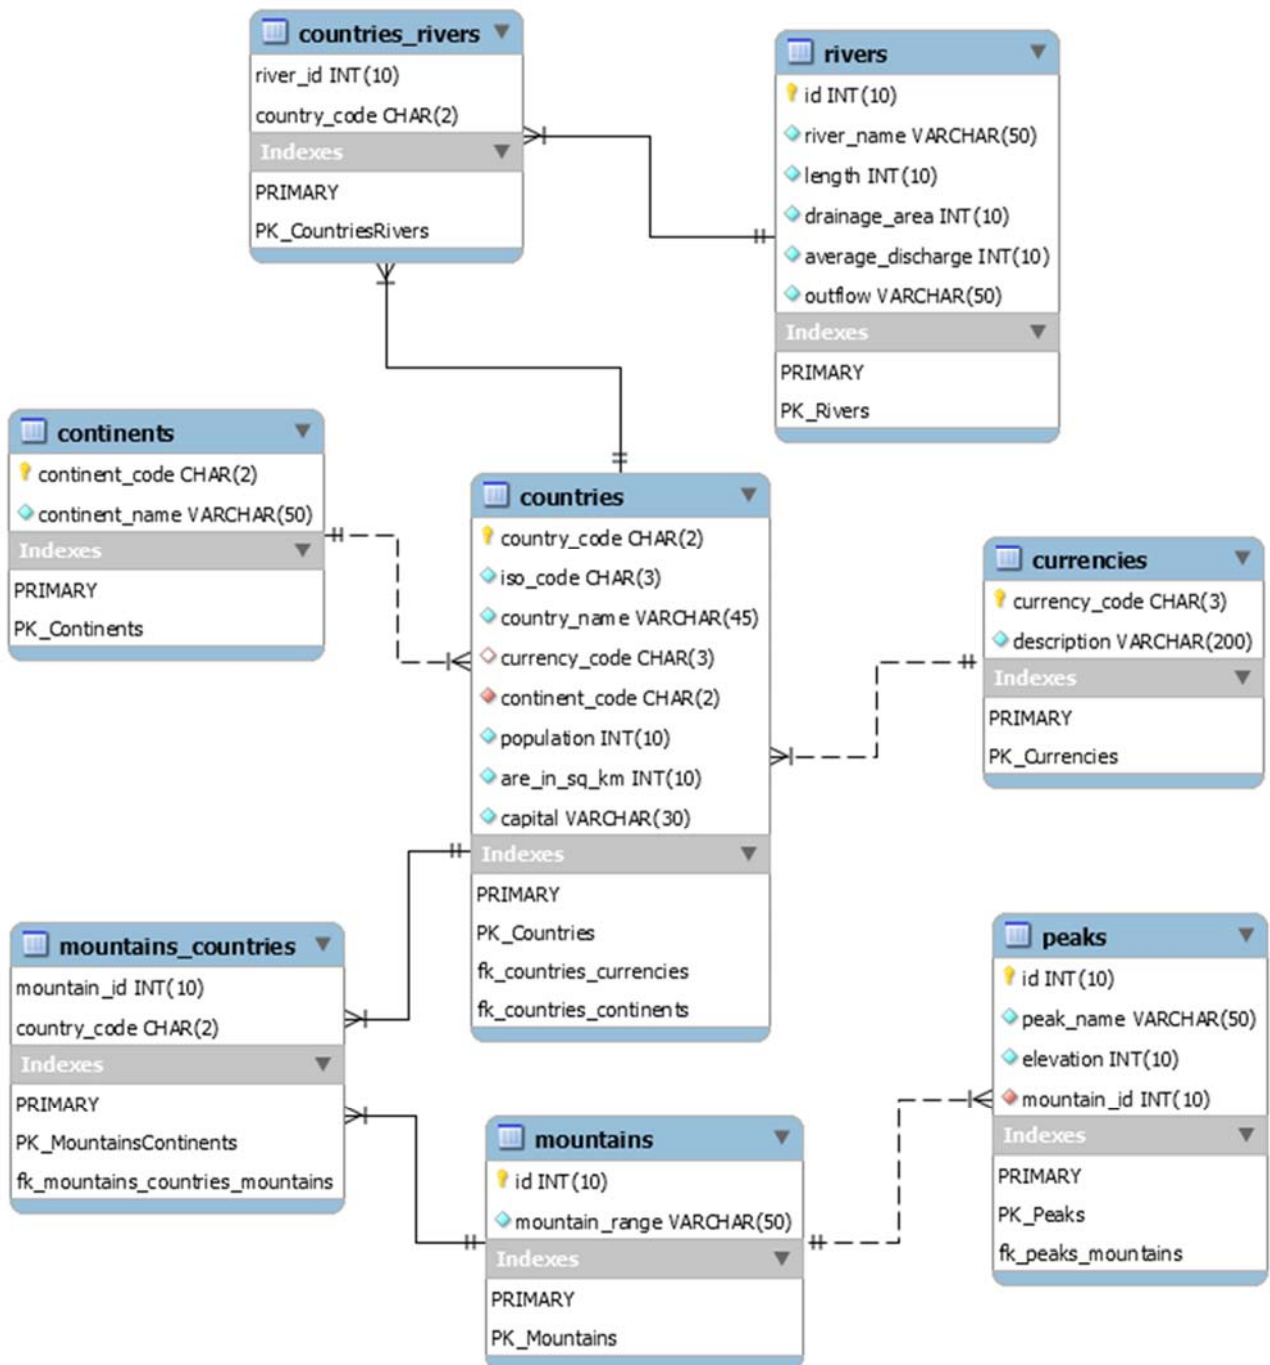 countries_rivers
river_id INT(10)
country_code CHAR(2)
Indexes
PRIMARY
PK_CountriesRivers
rivers
id INT(10)
river_name VARCHAR(50)
length INT(10)
drainage_area INT(10)
average_discharge INT(10)
outflow VARCHAR(50)
Indexes
PRIMARY
PK_Rivers
continents
continent_code CHAR(2)
continent_name VARCHAR(50)
Indexes
PRIMARY
PK_Continents
countries
country_code CHAR(2)
iso_code CHAR(3)
country_name VARCHAR(45)
currency_code CHAR(3)
continent_code CHAR(2)
population INT(10)
are_in_sq_km INT(10)
capital VARCHAR(30)
Indexes
PRIMARY
PK_Countries
fk_countries_currencies
fk_countries_continents
currencies
currency_code CHAR(3)
description VARCHAR(200)
Indexes
PRIMARY
PK_Currencies
mountains_countries
mountain_id INT(10)
country_code CHAR(2)
Indexes
PRIMARY
PK_MountainsContinents
fk_mountains_countries_mountains
mountains
id INT(10)
mountain_range VARCHAR(50)
Indexes
PRIMARY
PK_Mountains
peaks
id INT(10)
peak_name VARCHAR(50)
elevation INT(10)
mountain_id INT(10)
Indexes
PRIMARY
PK_Peaks
fk_peaks_mountains